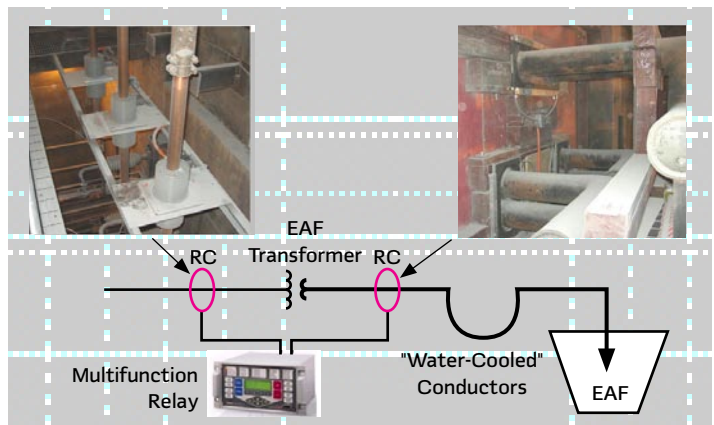 EAF
Transformer
RC
RC
Multifunction
Relay
"Water-Cooled"
Conductors
EAF